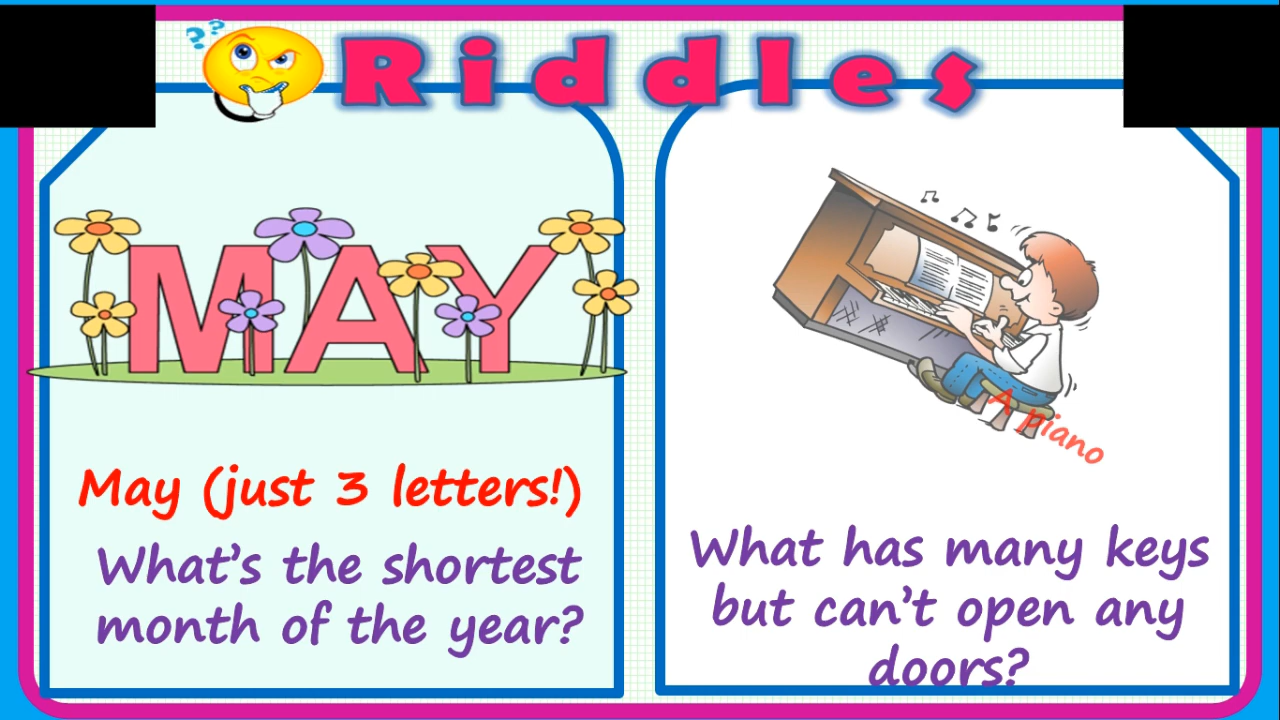 Riddles
MAY
May (just 3 letters!)
What's the shortest
month of the year?
A piano
What has many keys
but can't open any
doors?